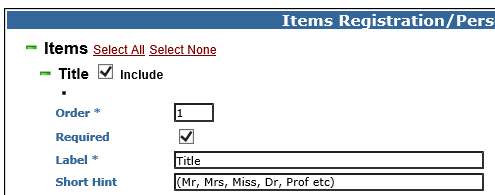 Items Registration/Pers
Items Select All Select None
Title Include
Order * 1
Required
Label * Title
Short Hint (Mr, Mrs, Miss, Dr, Prof etc)